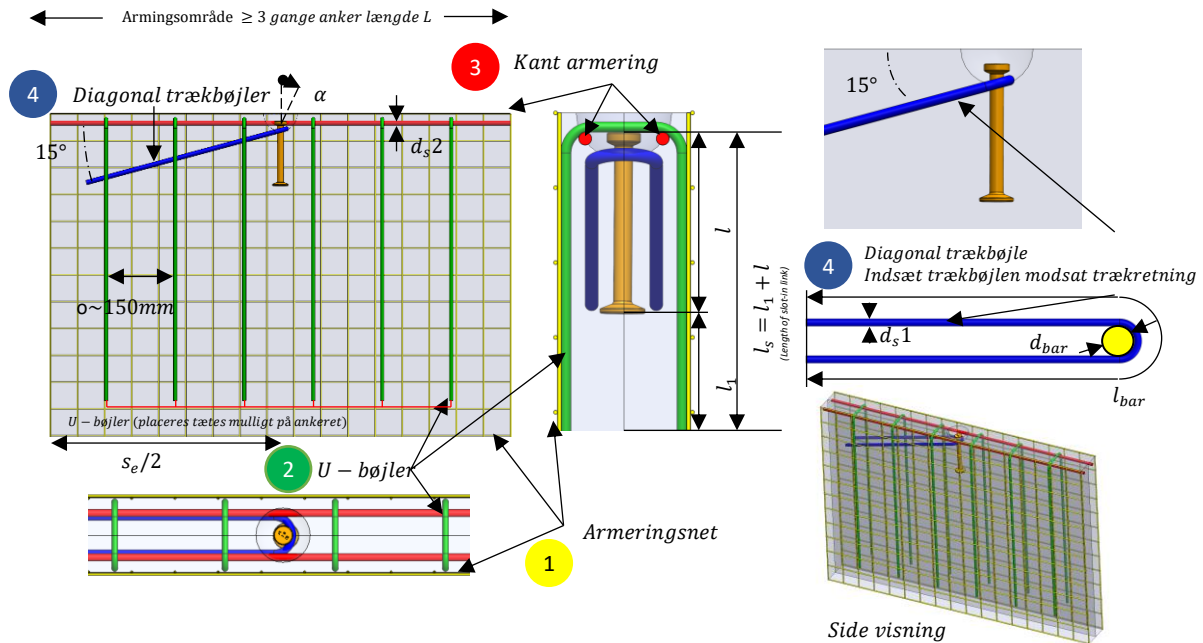 Armingsområde ≥ 3 gange anker længde L
4
Diagonal trækbøjler
α
15°
d_s2
o~150mm
U − bøjler (placeres tætes mulligt på ankeret)
s_e/2
3
Kant armering
l
l_1
l_s = l_1 + l
(Length of slot-in link)
2
U − bøjler
1
Armeringsnet
15°
4
Diagonal trækbøjle
Indsæt trækbøjlen modsat trækretning
d_s1
d_bar
l_bar
Side visning